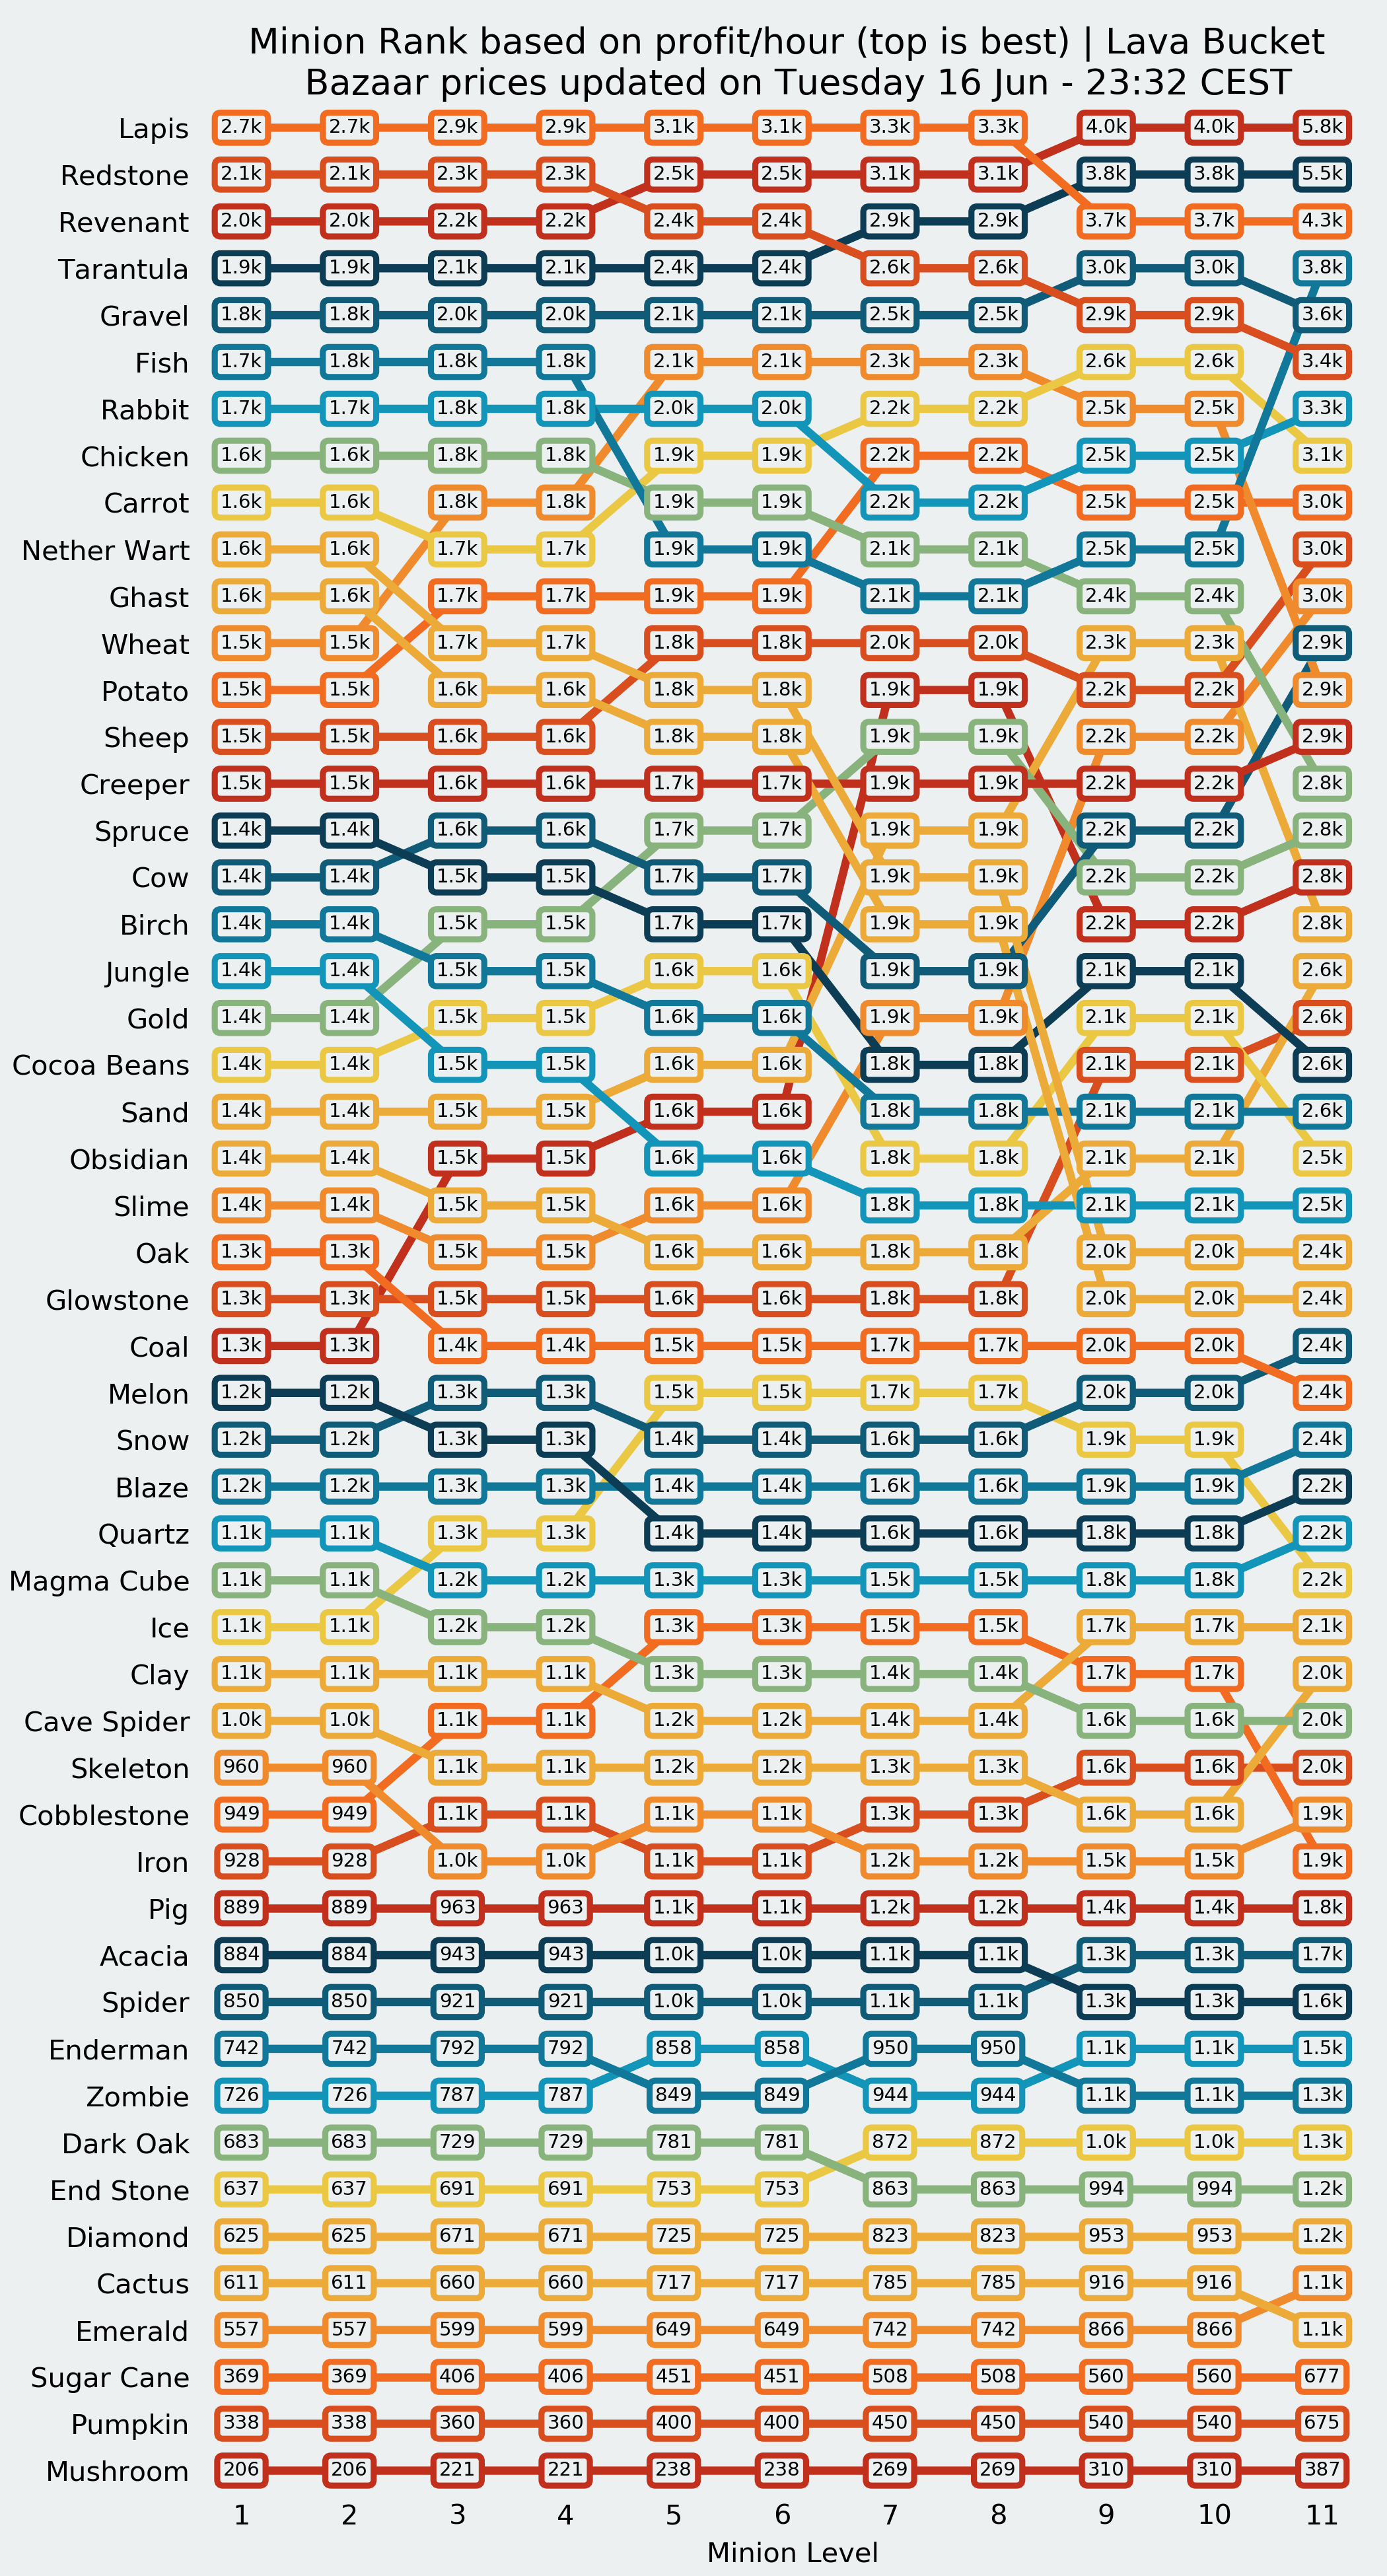 Minion Rank based on profit/hour (top is best) | Lava Bucket
Bazaar prices updated on Tuesday 16 Jun - 23:32 CEST
Lapis 2.7k 2.7k 2.9k 2.9k 3.1k 3.1k 3.3k 3.3k 4.0k 4.0k 5.8k
Redstone 2.1k 2.1k 2.3k 2.3k 2.5k 2.5k 3.1k 3.1k 3.8k 3.8k 5.5k
Revenant 2.0k 2.0k 2.2k 2.2k 2.4k 2.4k 2.9k 2.9k 3.7k 3.7k 4.3k
Tarantula 1.9k 1.9k 2.1k 2.1k 2.4k 2.4k 2.6k 2.6k 3.0k 3.0k 3.8k
Gravel 1.8k 1.8k 2.0k 2.0k 2.1k 2.1k 2.5k 2.5k 2.9k 2.9k 3.6k
Fish 1.7k 1.8k 1.8k 1.8k 2.1k 2.1k 2.3k 2.3k 2.6k 2.6k 3.4k
Rabbit 1.7k 1.7k 1.8k 1.8k 2.0k 2.0k 2.2k 2.2k 2.5k 2.5k 3.3k
Chicken 1.6k 1.6k 1.8k 1.8k 1.9k 1.9k 2.2k 2.2k 2.5k 2.5k 3.1k
Carrot 1.6k 1.6k 1.8k 1.8k 1.9k 1.9k 2.2k 2.2k 2.5k 2.5k 3.0k
Nether Wart 1.6k 1.6k 1.7k 1.7k 1.9k 1.9k 2.1k 2.1k 2.5k 2.5k 3.0k
Ghast 1.6k 1.6k 1.7k 1.7k 1.9k 1.9k 2.1k 2.1k 2.4k 2.4k 3.0k
Wheat 1.5k 1.5k 1.7k 1.7k 1.8k 1.8k 2.0k 2.0k 2.3k 2.3k 2.9k
Potato 1.5k 1.5k 1.6k 1.6k 1.8k 1.8k 1.9k 1.9k 2.2k 2.2k 2.9k
Sheep 1.5k 1.5k 1.6k 1.6k 1.8k 1.8k 1.9k 1.9k 2.2k 2.2k 2.9k
Creeper 1.5k 1.5k 1.6k 1.6k 1.7k 1.7k 1.9k 1.9k 2.2k 2.2k 2.8k
Spruce 1.4k 1.4k 1.6k 1.6k 1.7k 1.7k 1.9k 1.9k 2.2k 2.2k 2.8k
Cow 1.4k 1.4k 1.5k 1.5k 1.7k 1.7k 1.9k 1.9k 2.2k 2.2k 2.8k
Birch 1.4k 1.4k 1.5k 1.5k 1.7k 1.7k 1.9k 1.9k 2.2k 2.2k 2.8k
Jungle 1.4k 1.4k 1.5k 1.5k 1.6k 1.6k 1.9k 1.9k 2.1k 2.1k 2.6k
Gold 1.4k 1.4k 1.5k 1.5k 1.6k 1.6k 1.9k 1.9k 2.1k 2.1k 2.6k
Cocoa Beans 1.4k 1.4k 1.5k 1.5k 1.6k 1.6k 1.8k 1.8k 2.1k 2.1k 2.6k
Sand 1.4k 1.4k 1.5k 1.5k 1.6k 1.6k 1.8k 1.8k 2.1k 2.1k 2.6k
Obsidian 1.4k 1.4k 1.5k 1.5k 1.6k 1.6k 1.8k 1.8k 2.1k 2.1k 2.5k
Slime 1.4k 1.4k 1.5k 1.5k 1.6k 1.6k 1.8k 1.8k 2.1k 2.1k 2.5k
Oak 1.3k 1.3k 1.5k 1.5k 1.6k 1.6k 1.8k 1.8k 2.0k 2.0k 2.4k
Glowstone 1.3k 1.3k 1.5k 1.5k 1.6k 1.6k 1.8k 1.8k 2.0k 2.0k 2.4k
Coal 1.3k 1.3k 1.4k 1.4k 1.5k 1.5k 1.7k 1.7k 2.0k 2.0k 2.4k
Melon 1.2k 1.2k 1.3k 1.3k 1.5k 1.5k 1.7k 1.7k 2.0k 2.0k 2.4k
Snow 1.2k 1.2k 1.3k 1.3k 1.4k 1.4k 1.6k 1.6k 1.9k 1.9k 2.4k
Blaze 1.2k 1.2k 1.3k 1.3k 1.4k 1.4k 1.6k 1.6k 1.9k 1.9k 2.2k
Quartz 1.1k 1.1k 1.3k 1.3k 1.4k 1.4k 1.6k 1.6k 1.8k 1.8k 2.2k
Magma Cube 1.1k 1.1k 1.2k 1.2k 1.3k 1.3k 1.5k 1.5k 1.8k 1.8k 2.2k
Ice 1.1k 1.1k 1.2k 1.2k 1.3k 1.3k 1.5k 1.5k 1.7k 1.7k 2.1k
Clay 1.1k 1.1k 1.1k 1.1k 1.3k 1.3k 1.4k 1.4k 1.7k 1.7k 2.0k
Cave Spider 1.0k 1.0k 1.1k 1.1k 1.2k 1.2k 1.4k 1.4k 1.6k 1.6k 2.0k
Skeleton 960 960 1.1k 1.1k 1.2k 1.2k 1.3k 1.3k 1.6k 1.6k 2.0k
Cobblestone 949 949 1.1k 1.1k 1.1k 1.1k 1.3k 1.3k 1.6k 1.6k 1.9k
Iron 928 928 1.0k 1.0k 1.1k 1.1k 1.2k 1.2k 1.5k 1.5k 1.9k
Pig 889 889 963 963 1.1k 1.1k 1.2k 1.2k 1.4k 1.4k 1.8k
Acacia 884 884 943 943 1.0k 1.0k 1.1k 1.1k 1.3k 1.3k 1.7k
Spider 850 850 921 921 1.0k 1.0k 1.1k 1.1k 1.3k 1.3k 1.6k
Enderman 742 742 792 792 858 858 950 950 1.1k 1.1k 1.5k
Zombie 726 726 787 787 849 849 944 944 1.1k 1.1k 1.3k
Dark Oak 683 683 729 729 781 781 872 872 1.0k 1.0k 1.3k
End Stone 637 637 691 691 753 753 863 863 994 994 1.2k
Diamond 625 625 671 671 725 725 823 823 953 953 1.2k
Cactus 611 611 660 660 717 717 785 785 916 916 1.1k
Emerald 557 557 599 599 649 649 742 742 866 866 1.1k
Sugar Cane 369 369 406 406 451 451 508 508 560 560 677
Pumpkin 338 338 360 360 400 400 450 450 540 540 675
Mushroom 206 206 221 221 238 238 269 269 310 310 387
1 2 3 4 5 6 7 8 9 10 11
Minion Level